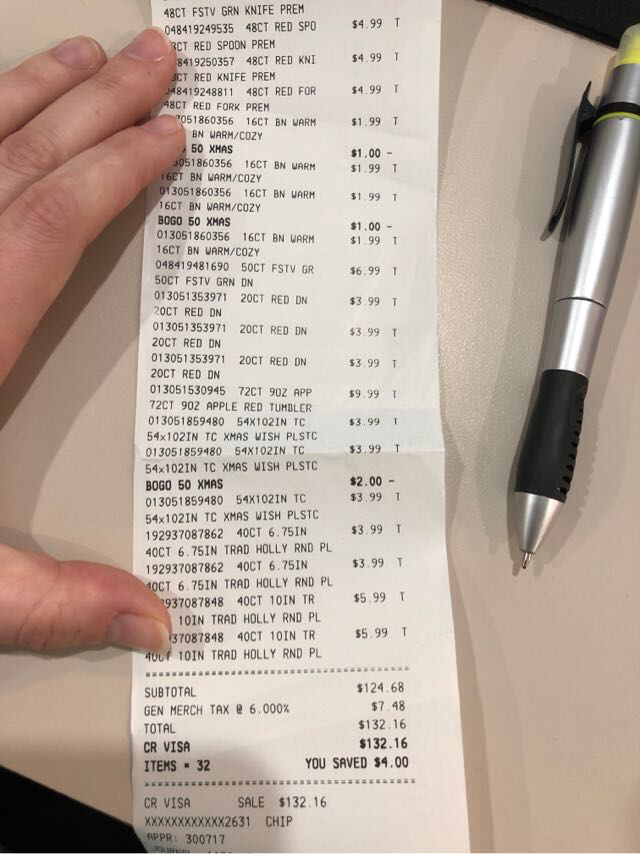 48CT FSTV GRN KNIFE PREM
048419249535 48CT RED SPO $4.99 T
CT RED SPOON PREM
8419250357 48CT RED KNI $4.99 T
CT RED KNIFE PREM
48419248811 48CT RED FOR $4.99 T
48CT RED FORK PREM
051860356 16CT BN WARM $1.99 T
BN WARM/COZY
50 XMAS $1.00 -
051860356 16CT BN WARM $1.99 T
16CT BN WARM/COZY
013051860356 16CT BN WARM $1.99 T
16CT BN WARM/COZY
BOGO 50 XMAS $1.00 -
013051860356 16CT BN WARM $1.99 T
16CT BN WARM/COZY
048419481690 50CT FSTV GR $6.99 T
50CT FSTV GRN DN
013051353971 20CT RED DN $3.99 T
20CT RED DN
013051353971 20CT RED DN $3.99 T
20CT RED DN
013051353971 20CT RED DN $3.99 T
20CT RED DN
013051530945 72CT 9OZ APP $9.99 T
72CT 9OZ APPLE RED TUMBLER
013051859480 54X102IN TC $3.99 T
54x102IN TC XMAS WISH PLSTC
013051859480 54X102IN TC $3.99 T
54x102IN TC XMAS WISH PLSTC
BOGO 50 XMAS $2.00 -
013051859480 54X102IN TC $3.99 T
54x102IN TC XMAS WISH PLSTC
192937087862 40CT 6.75IN $3.99 T
40CT 6.75IN TRAD HOLLY RND PL
192937087862 40CT 6.75IN $3.99 T
40CT 6.75IN TRAD HOLLY RND PL
937087848 40CT 10IN TR $5.99 T
10IN TRAD HOLLY RND PL
37087848 40CT 10IN TR $5.99 T
40CT 10IN TRAD HOLLY RND PL
SUBTOTAL $124.68
GEN MERCH TAX @ 6.000% $7.48
TOTAL $132.16
CR VISA $132.16
ITEMS = 32 YOU SAVED $4.00
CR VISA SALE $132.16
XXXXXXXXXXXX2631 CHIP
APPR: 300717